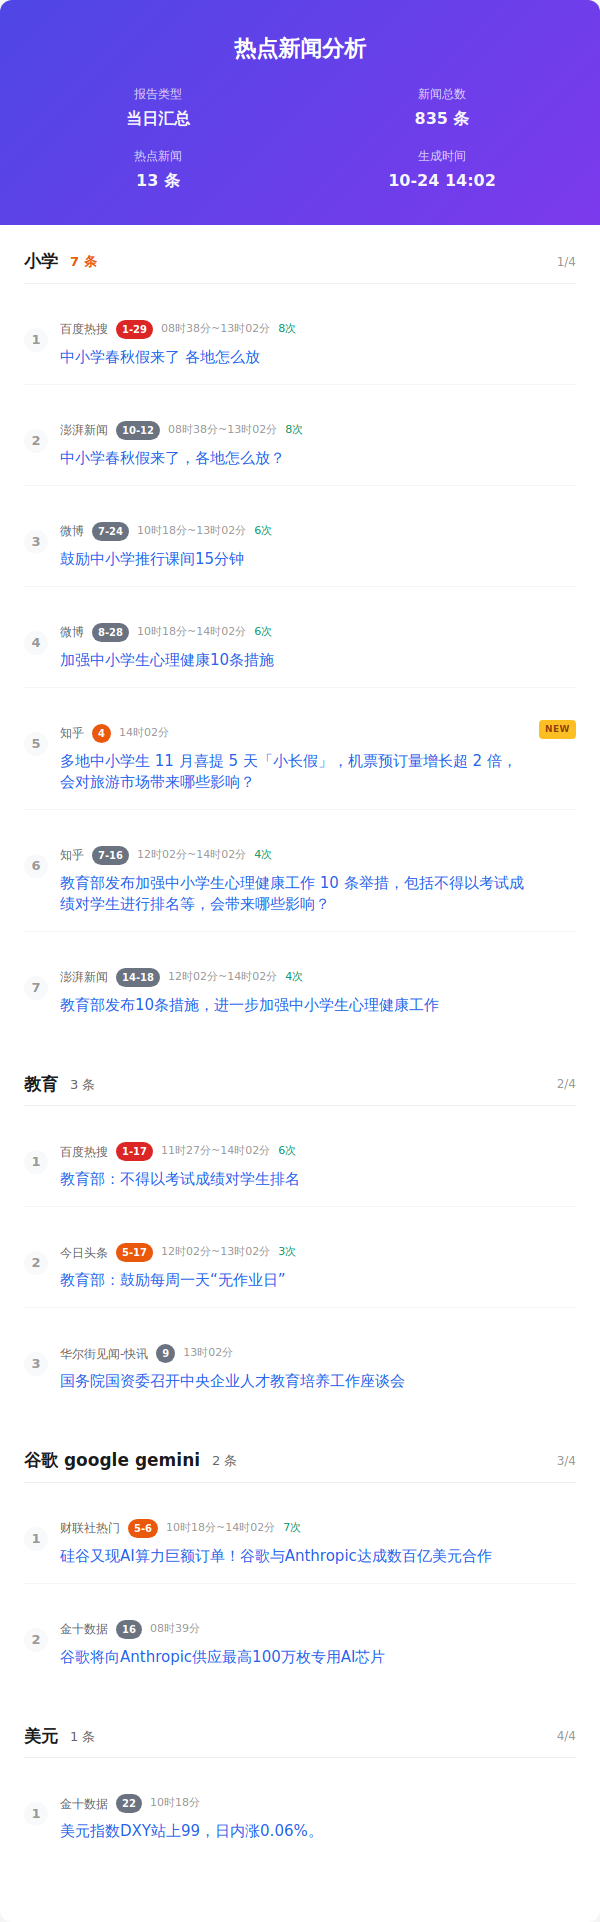 热点新闻分析
报告类型
新闻总数
当日汇总
835 条
热点新闻
生成时间
13 条
10-24 14:02
小学 7 条 1/4
1
百度热搜 1-29 08时38分~13时02分 8次
中小学春秋假来了 各地怎么放
2
澎湃新闻 10-12 08时38分~13时02分 8次
中小学春秋假来了，各地怎么放？
3
微博 7-24 10时18分~13时02分 6次
鼓励中小学推行课间15分钟
4
微博 8-28 10时18分~14时02分 6次
加强中小学生心理健康10条措施
5
知乎 4 14时02分 NEW
多地中小学生 11 月喜提 5 天「小长假」，机票预订量增长超 2 倍，
会对旅游市场带来哪些影响？
6
知乎 7-16 12时02分~14时02分 4次
教育部发布加强中小学生心理健康工作 10 条举措，包括不得以考试成
绩对学生进行排名等，会带来哪些影响？
7
澎湃新闻 14-18 12时02分~14时02分 4次
教育部发布10条措施，进一步加强中小学生心理健康工作
教育 3 条 2/4
1
百度热搜 1-17 11时27分~14时02分 6次
教育部：不得以考试成绩对学生排名
2
今日头条 5-17 12时02分~13时02分 3次
教育部：鼓励每周一天“无作业日”
3
华尔街见闻-快讯 9 13时02分
国务院国资委召开中央企业人才教育培养工作座谈会
谷歌 google gemini 2 条 3/4
1
财联社热门 5-6 10时18分~14时02分 7次
硅谷又现AI算力巨额订单！谷歌与Anthropic达成数百亿美元合作
2
金十数据 16 08时39分
谷歌将向Anthropic供应最高100万枚专用AI芯片
美元 1 条 4/4
1
金十数据 22 10时18分
美元指数DXY站上99，日内涨0.06%。